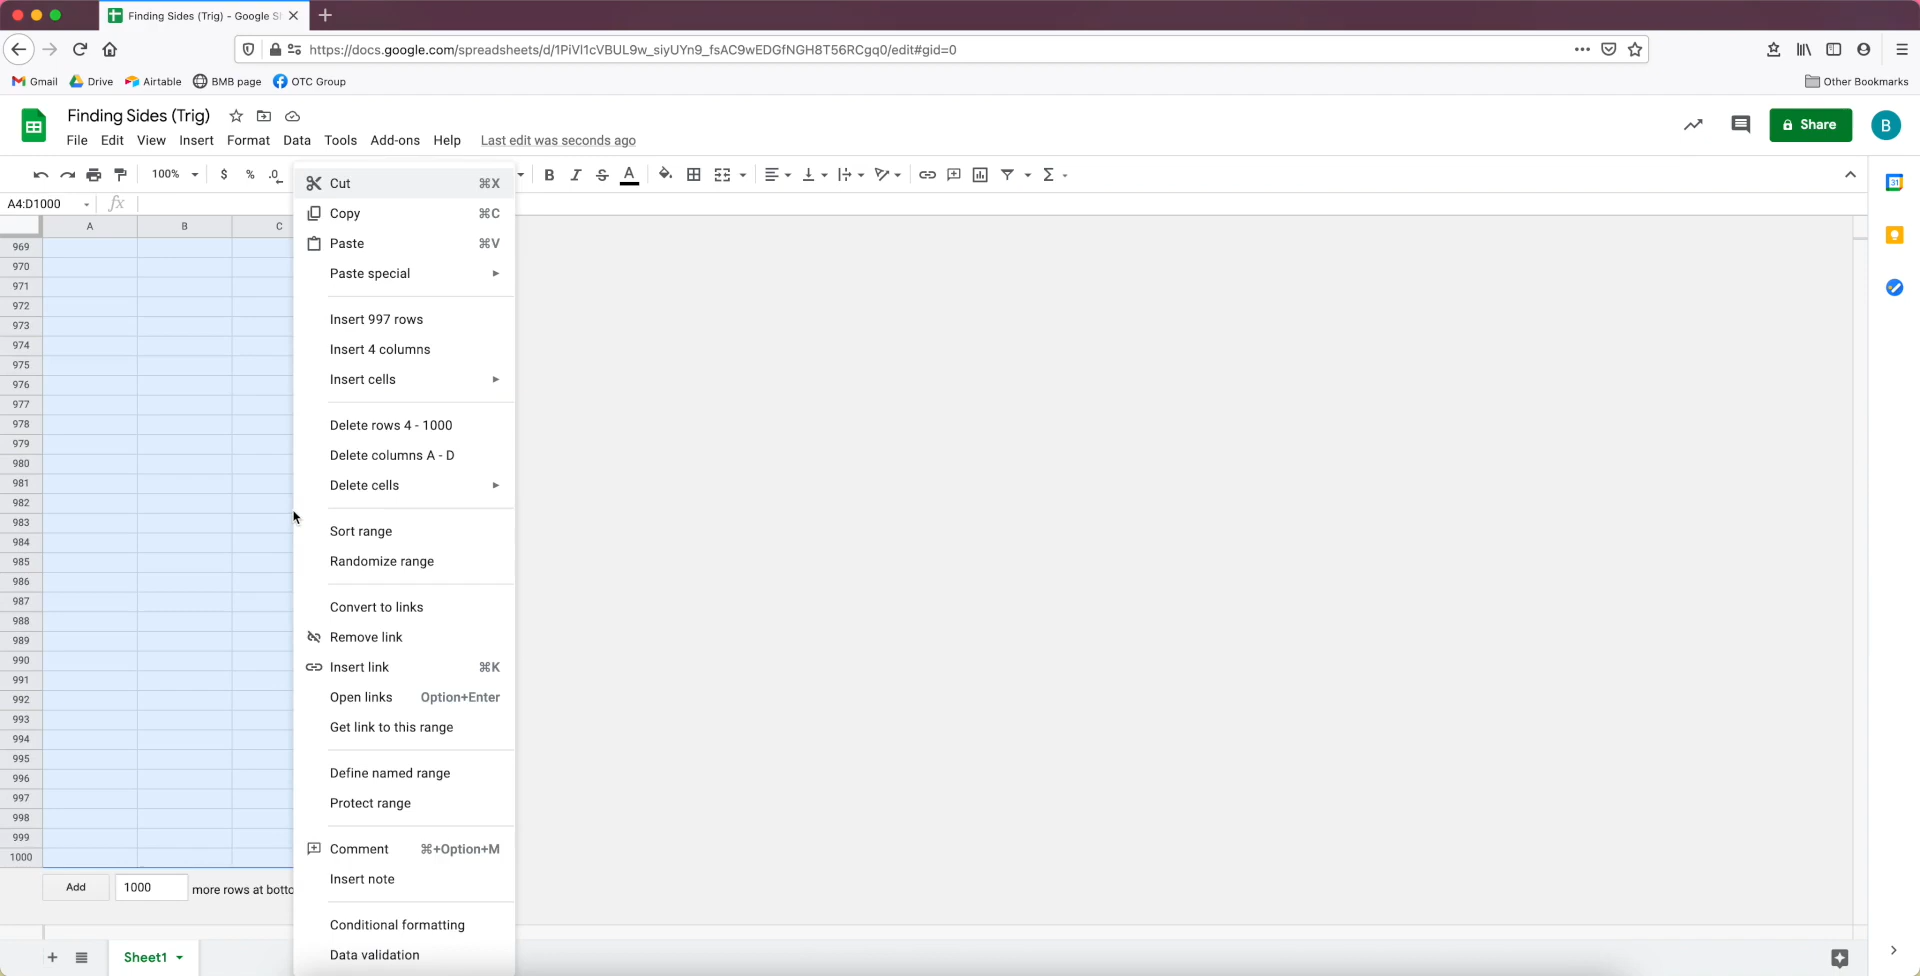 Finding Sides (Trig) - Google S
https://docs.google.com/spreadsheets/d/1PiVI1cVBUL9w_siyUYn9_fsAC9wEDGfNGH8T56RCgq0/edit#gid=0
Gmail Drive Airtable BMB page OTC Group Other Bookmarks
Finding Sides (Trig)
File Edit View Insert Format Data Tools Add-ons Help Last edit was seconds ago
Share B
100% $ % .0 B I S A Σ
A4:D1000 fx
A B C
969
970
971
972
973
974
975
976
977
978
979
980
981
982
983
984
985
986
987
988
989
990
991
992
993
994
995
996
997
998
999
1000
Add 1000 more rows at botto
Sheet1
Cut ⌘X
Copy ⌘C
Paste ⌘V
Paste special
Insert 997 rows
Insert 4 columns
Insert cells
Delete rows 4 - 1000
Delete columns A - D
Delete cells
Sort range
Randomize range
Convert to links
Remove link
Insert link ⌘K
Open links Option+Enter
Get link to this range
Define named range
Protect range
Comment ⌘+Option+M
Insert note
Conditional formatting
Data validation
31